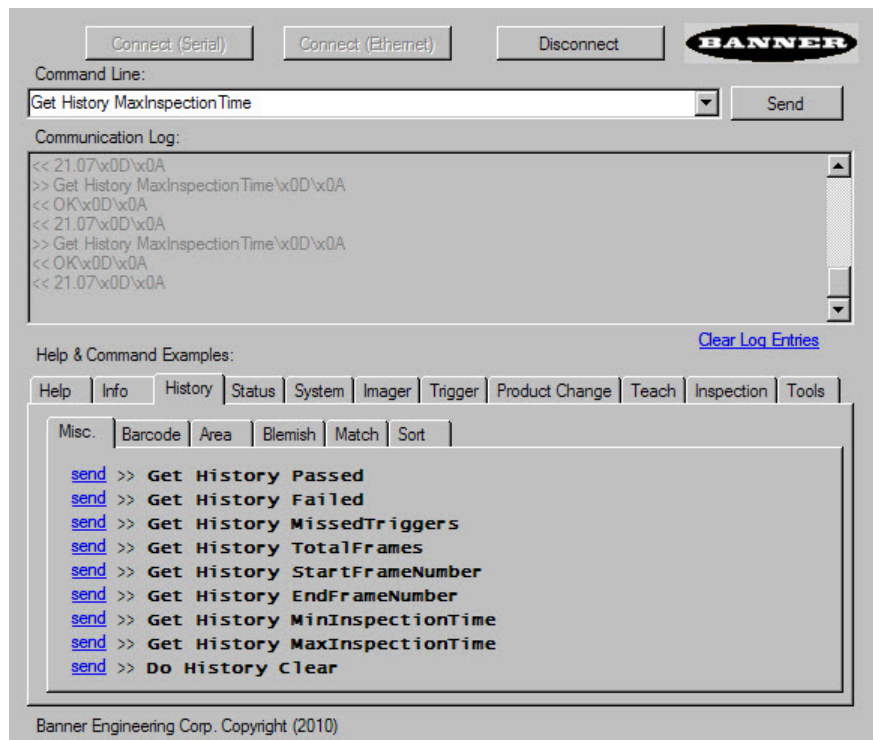 Connect (Serial) Connect (Ethernet) Disconnect BANNER
Command Line:
Get History MaxInspectionTime Send
Communication Log:
<< 21.07\x0D\x0A
>> Get History MaxInspectionTime\x0D\x0A
<< OK\x0D\x0A
<< 21.07\x0D\x0A
>> Get History MaxInspectionTime\x0D\x0A
<< OK\x0D\x0A
<< 21.07\x0D\x0A
Clear Log Entries
Help & Command Examples:
Help Info History Status System Imager Trigger Product Change Teach Inspection Tools
Misc. Barcode Area Blemish Match Sort
send >> Get History Passed
send >> Get History Failed
send >> Get History MissedTriggers
send >> Get History TotalFrames
send >> Get History StartFrameNumber
send >> Get History EndFrameNumber
send >> Get History MinInspectionTime
send >> Get History MaxInspectionTime
send >> Do History Clear
Banner Engineering Corp. Copyright (2010)